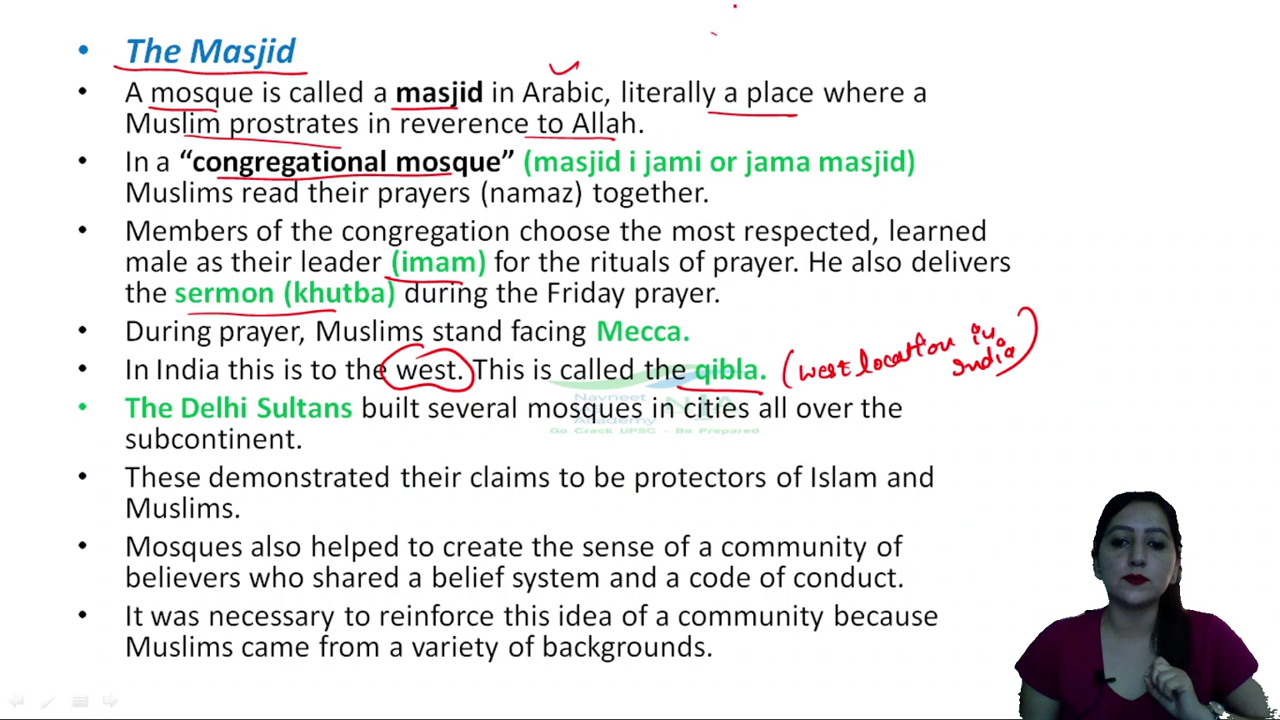 • The Masjid
• A mosque is called a masjid in Arabic, literally a place where a
Muslim prostrates in reverence to Allah.
• In a “congregational mosque” (masjid i jami or jama masjid)
Muslims read their prayers (namaz) together.
• Members of the congregation choose the most respected, learned
male as their leader (imam) for the rituals of prayer. He also delivers
the sermon (khutba) during the Friday prayer.
• During prayer, Muslims stand facing Mecca.
• In India this is to the west. This is called the qibla. (west location in
India)
• The Delhi Sultans built several mosques in cities all over the
subcontinent.
Navneet
Academy
Go Crack UPSC - Be Prepared
• These demonstrated their claims to be protectors of Islam and
Muslims.
• Mosques also helped to create the sense of a community of
believers who shared a belief system and a code of conduct.
• It was necessary to reinforce this idea of a community because
Muslims came from a variety of backgrounds.